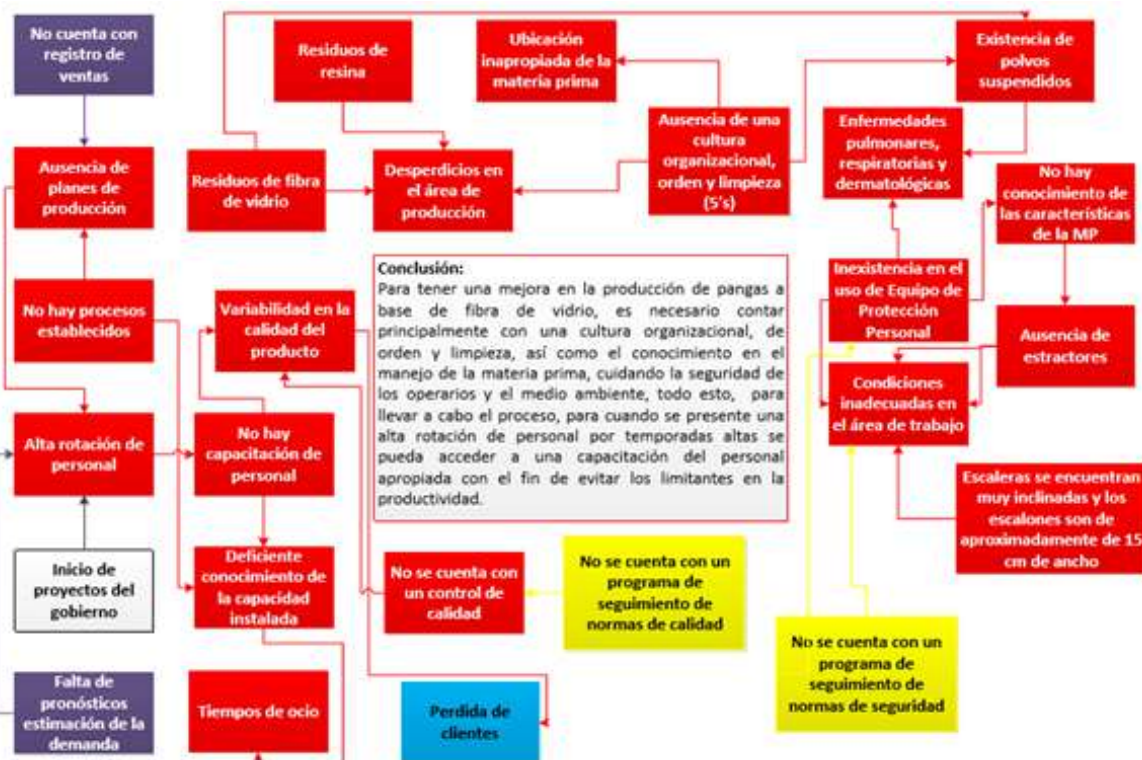 No cuenta con
registro de
ventas
Residuos de
resina
Ubicación
inapropiada de la
materia prima
Existencia de
polvos
suspendidos
Ausencia de
planes de
producción
Residuos de fibra
de vidrio
Desperdicios en
el área de
producción
Ausencia de una
cultura
organizacional,
orden y limpieza
(5's)
Enfermedades
pulmonares,
respiratorias y
dermatológicas
No hay
conocimiento de
las características
de la MP
No hay procesos
establecidos
Variabilidad en la
calidad del
producto
Conclusión:
Para tener una mejora en la producción de pangas a
base de fibra de vidrio, es necesario contar
principalmente con una cultura organizacional, de
orden y limpieza, así como el conocimiento en el
manejo de la materia prima, cuidando la seguridad de
los operarios y el medio ambiente, todo esto, para
llevar a cabo el proceso, para cuando se presente una
alta rotación de personal por temporadas altas se
pueda acceder a una capacitación del personal
apropiada con el fin de evitar los limitantes en la
productividad.
Inexistencia en el
uso de Equipo de
Protección
Personal
Ausencia de
estractores
Condiciones
inadecuadas en
el área de trabajo
Alta rotación de
personal
No hay
capacitación de
personal
Escaleras se encuentran
muy inclinadas y los
escalones son de
aproximadamente de 15
cm de ancho
Inicio de
proyectos del
gobierno
Deficiente
conocimiento de
la capacidad
instalada
No se cuenta con
un control de
calidad
No se cuenta con un
programa de
seguimiento de
normas de calidad
No se cuenta con un
programa de
seguimiento de
normas de seguridad
Falta de
pronósticos
estimación de la
demanda
Tiempos de ocio
Perdida de
clientes